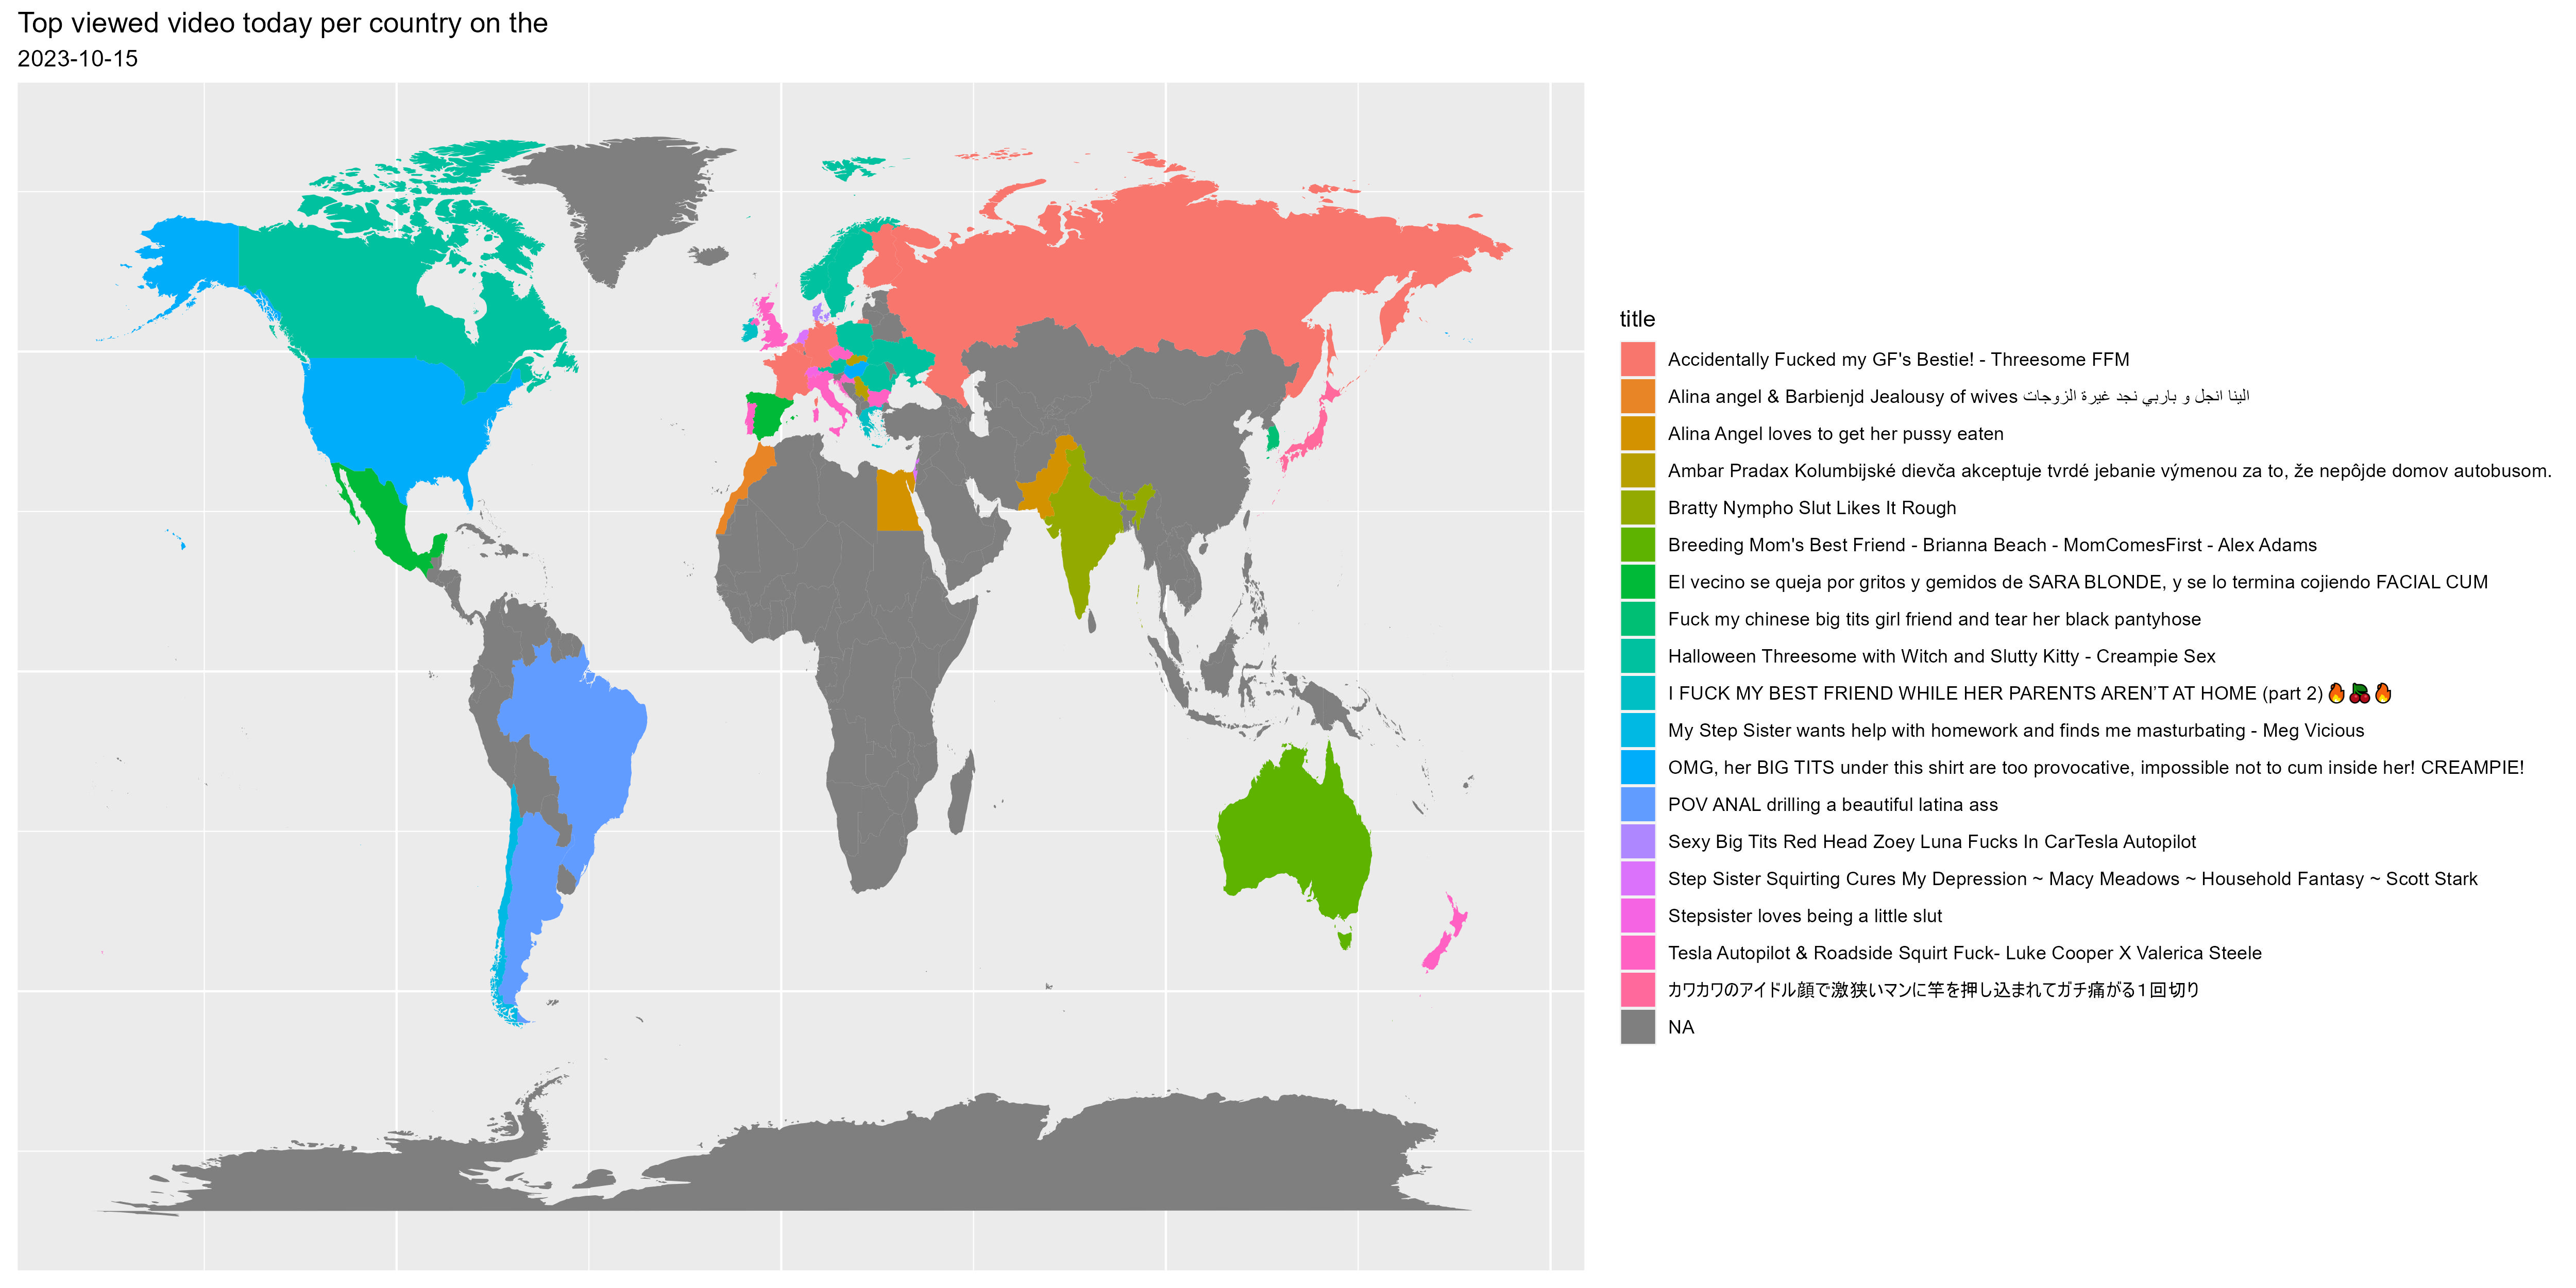 Top viewed video today per country on the
2023-10-15
title
Accidentally Fucked my GF's Bestie! - Threesome FFM
Alina angel & Barbienjd Jealousy of wives الينا انجل و باربي نجد غيرة الزوجات
Alina Angel loves to get her pussy eaten
Ambar Pradax Kolumbijské dievča akceptuje tvrdé jebanie výmenou za to, že nepôjde domov autobusom.
Bratty Nympho Slut Likes It Rough
Breeding Mom's Best Friend - Brianna Beach - MomComesFirst - Alex Adams
El vecino se queja por gritos y gemidos de SARA BLONDE, y se lo termina cojiendo FACIAL CUM
Fuck my chinese big tits girl friend and tear her black pantyhose
Halloween Threesome with Witch and Slutty Kitty - Creampie Sex
I FUCK MY BEST FRIEND WHILE HER PARENTS AREN’T AT HOME (part 2) 🔥🍒🔥
My Step Sister wants help with homework and finds me masturbating - Meg Vicious
OMG, her BIG TITS under this shirt are too provocative, impossible not to cum inside her! CREAMPIE!
POV ANAL drilling a beautiful latina ass
Sexy Big Tits Red Head Zoey Luna Fucks In CarTesla Autopilot
Step Sister Squirting Cures My Depression ~ Macy Meadows ~ Household Fantasy ~ Scott Stark
Stepsister loves being a little slut
Tesla Autopilot & Roadside Squirt Fuck- Luke Cooper X Valerica Steele
カワカワのアイドル顔で激狭いマンに竿を押し込まれてガチ痛がる1回切り
NA